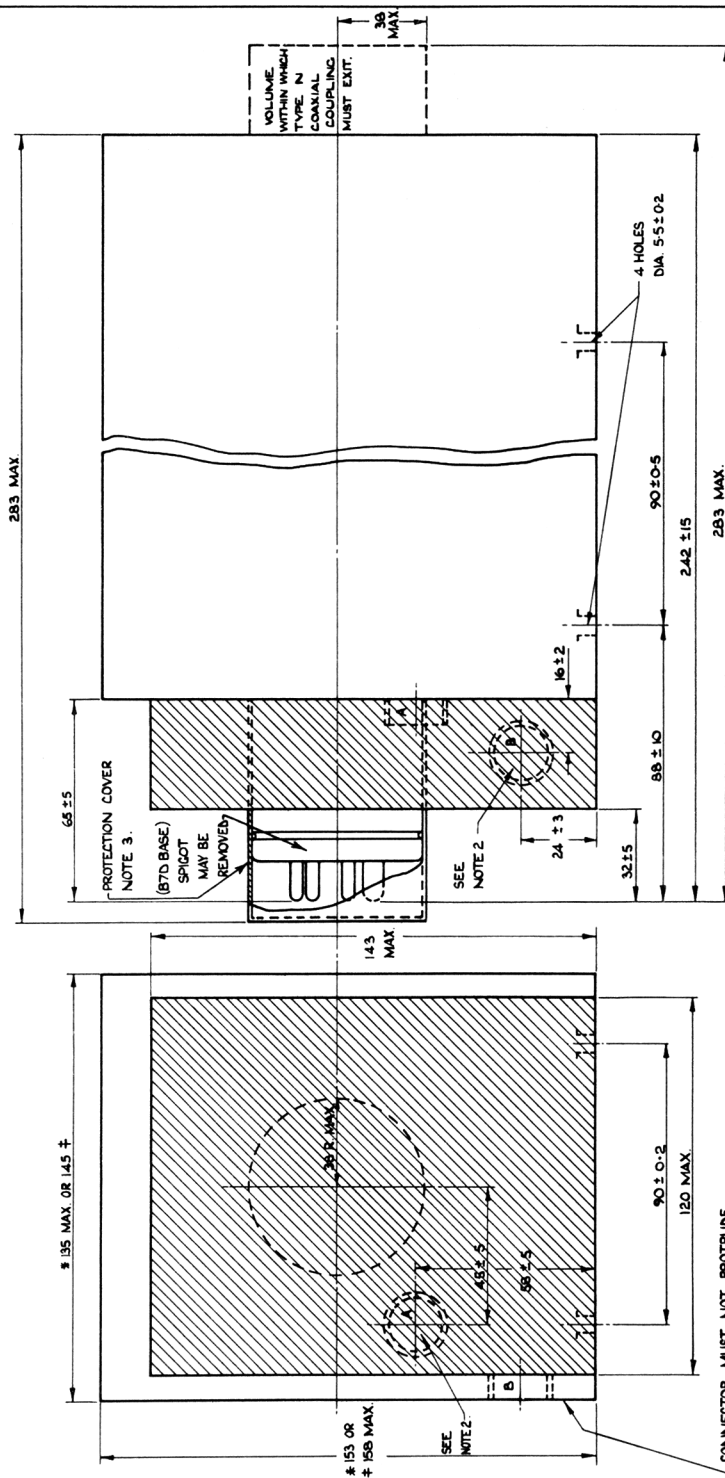 283 MAX.
38
MAX.
VOLUME
WITHIN WHICH
TYPE N
COAXIAL
COUPLING
MUST EXIT.
4 HOLES
DIA. 5·5 ± 0·2
90 ± 0·5
242 ± 15
283 MAX.
16 ± 2
88 ± 10
65 ± 5
PROTECTION COVER
NOTE 3.
(B7D BASE)
SPIGOT
MAY BE
REMOVED
A
B
SEE
NOTE 2
24 ± 3
32 ± 5
143
MAX.
* 135 MAX. OR 145 ‡
38 R. MAX.
45 ± 5
58 ± 5
A
B
SEE
NOTE 2.
90 ± 0·2
120 MAX.
* 153 OR
‡ 158 MAX.
CONNECTOR MUST NOT PROTRUDE